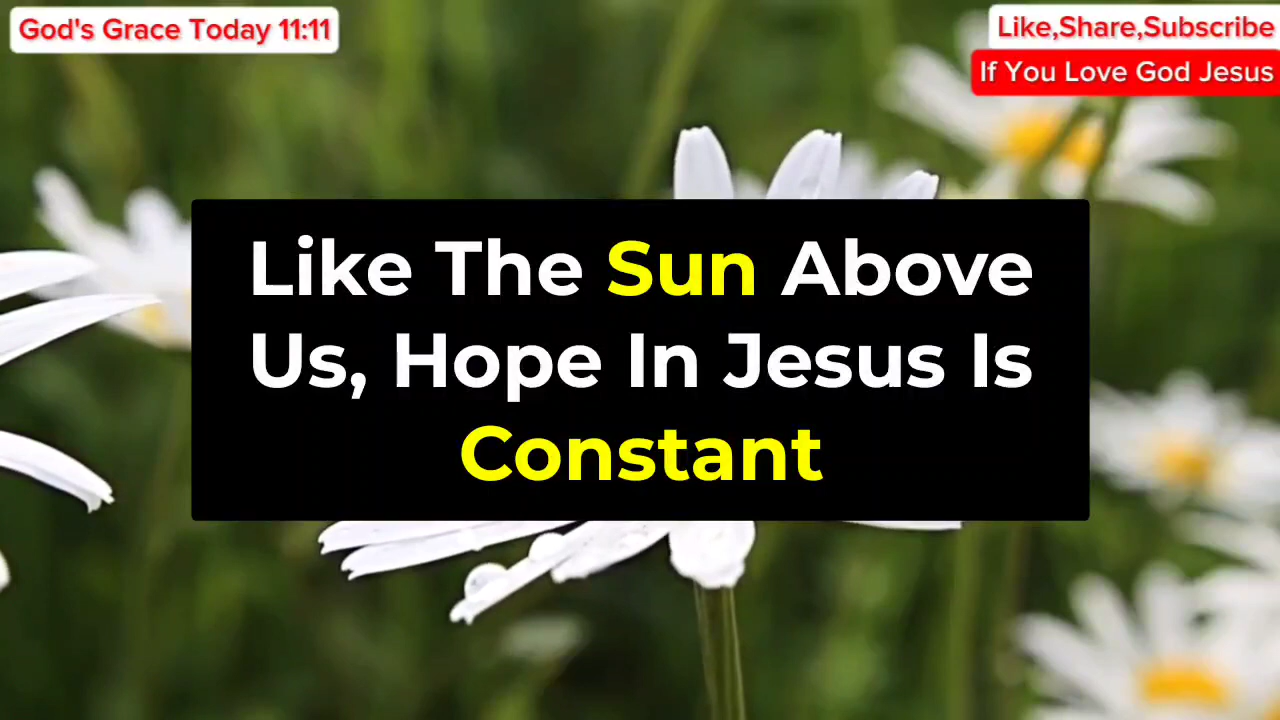 God's Grace Today 11:11
Like,Share,Subscribe
If You Love God Jesus
Like The Sun Above
Us, Hope In Jesus Is
Constant